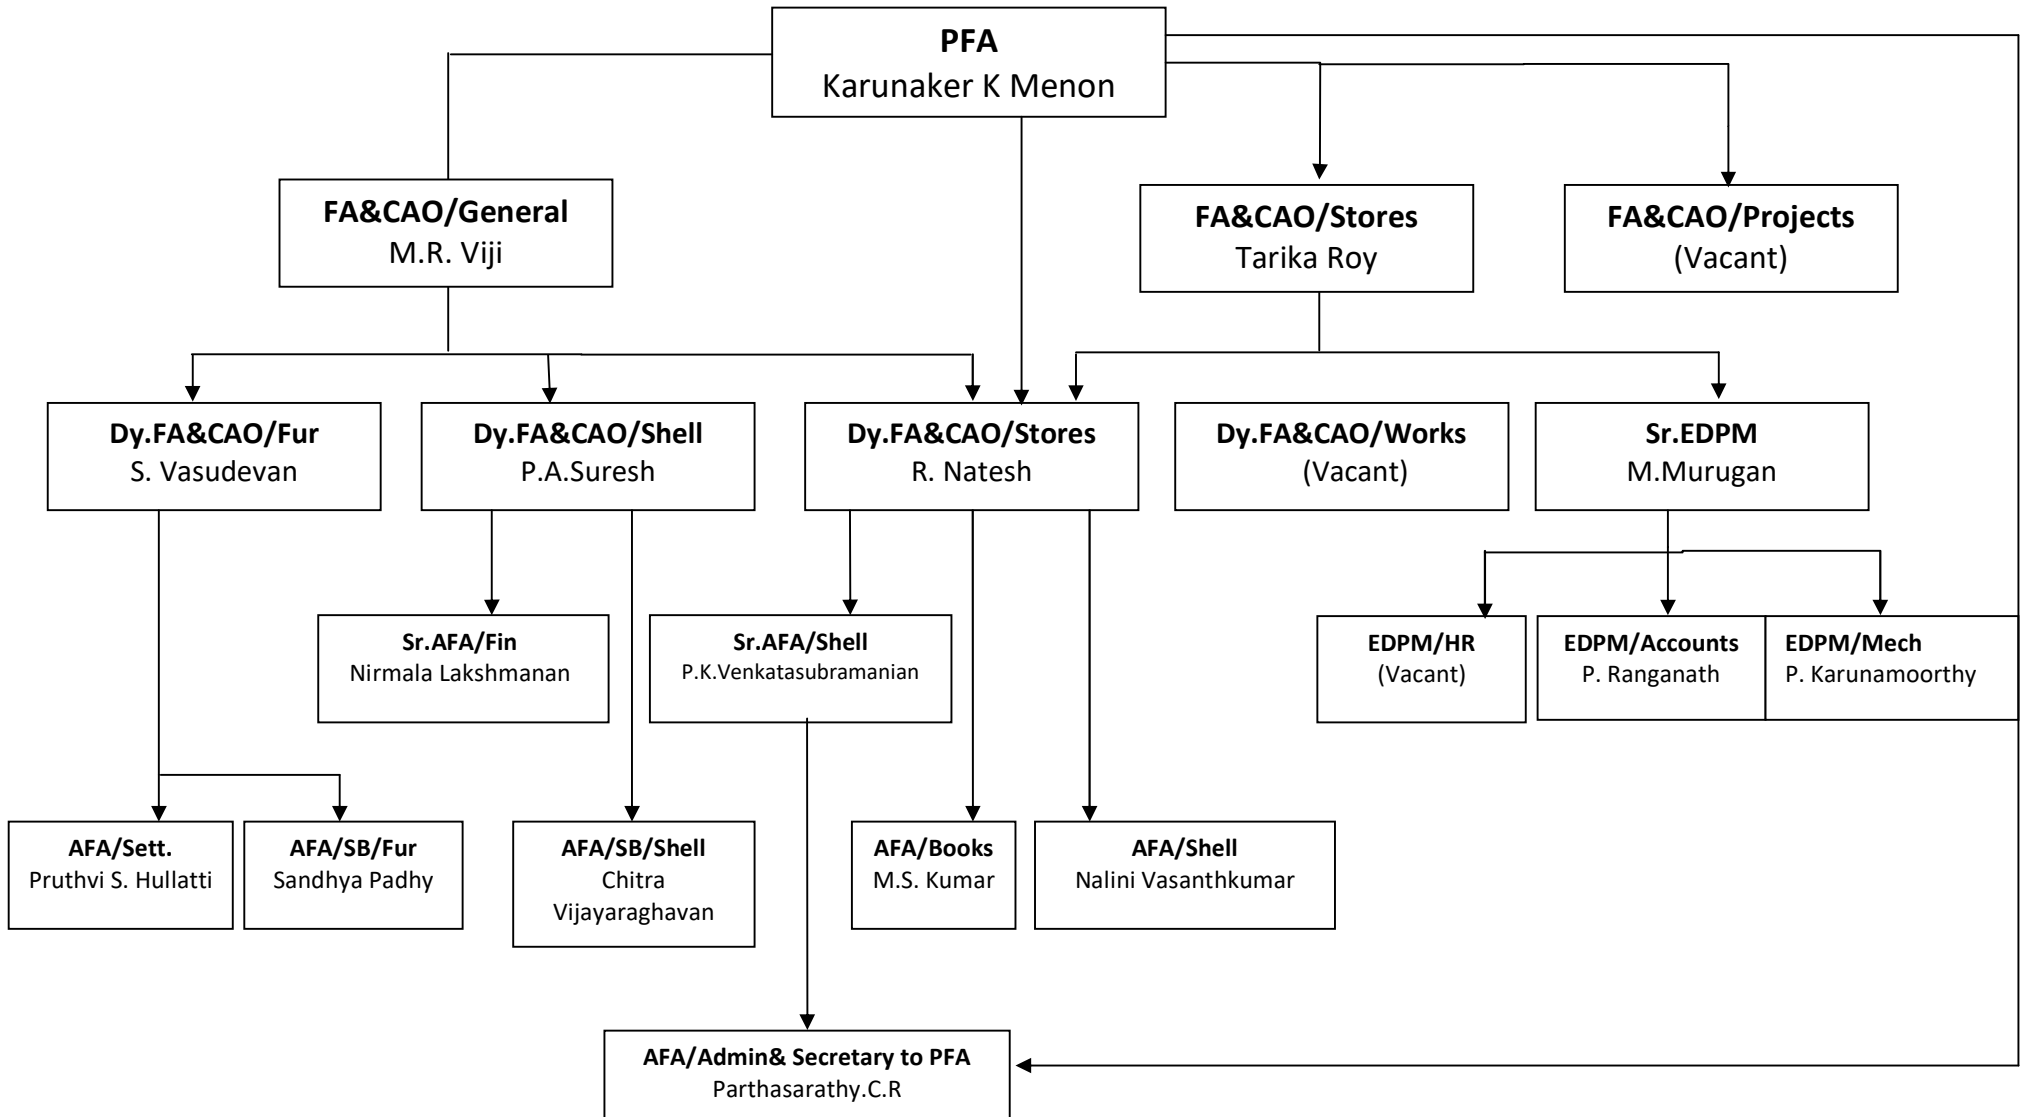 PFA
Karunaker K Menon
FA&CAO/General
M.R. Viji
FA&CAO/Stores
Tarika Roy
FA&CAO/Projects
(Vacant)
Dy.FA&CAO/Fur
S. Vasudevan
Dy.FA&CAO/Shell
P.A.Suresh
Dy.FA&CAO/Stores
R. Natesh
Dy.FA&CAO/Works
(Vacant)
Sr.EDPM
M.Murugan
Sr.AFA/Fin
Nirmala Lakshmanan
Sr.AFA/Shell
P.K.Venkatasubramanian
EDPM/HR
(Vacant)
EDPM/Accounts
P. Ranganath
EDPM/Mech
P. Karunamoorthy
AFA/Sett.
Pruthvi S. Hullatti
AFA/SB/Fur
Sandhya Padhy
AFA/SB/Shell
Chitra
Vijayaraghavan
AFA/Books
M.S. Kumar
AFA/Shell
Nalini Vasanthkumar
AFA/Admin& Secretary to PFA
Parthasarathy.C.R